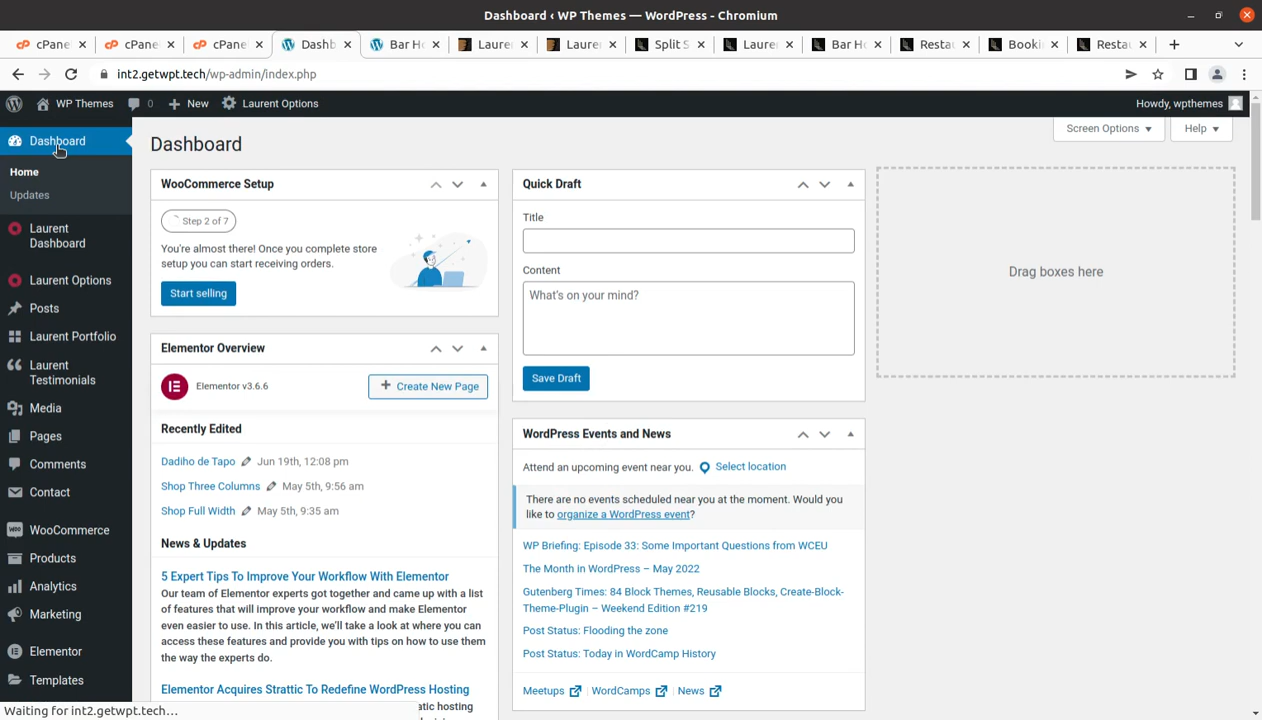 Dashboard ‹ WP Themes — WordPress - Chromium
cPane
cPane
cPane
Dashb
Bar H
Lauren
Lauren
Split S
Lauren
Bar Ho
Restau
Bookin
Restau
int2.getwpt.tech/wp-admin/index.php
WP Themes
0
New
Laurent Options
Howdy, wpthemes
Dashboard
Home
Updates
Laurent
Dashboard
Laurent Options
Posts
Laurent Portfolio
Laurent
Testimonials
Media
Pages
Comments
Contact
WooCommerce
Products
Analytics
Marketing
Elementor
Templates
Waiting for int2.getwpt.tech…
Dashboard
Screen Options
Help
WooCommerce Setup
Step 2 of 7
You're almost there! Once you complete store
setup you can start receiving orders.
Start selling
Elementor Overview
Elementor v3.6.6
Create New Page
Recently Edited
Dadiho de Tapo Jun 19th, 12:08 pm
Shop Three Columns May 5th, 9:56 am
Shop Full Width May 5th, 9:35 am
News & Updates
5 Expert Tips To Improve Your Workflow With Elementor
Our team of Elementor experts got together and came up with a list
of features that will improve your workflow and make Elementor
even easier to use. In this article, we'll take a look at where you can
access these features and provide you with tips on how to use them
the way the experts do.
Elementor Acquires Strattic To Redefine WordPress Hosting
atic hosting
Quick Draft
Title
Content
What's on your mind?
Save Draft
WordPress Events and News
Attend an upcoming event near you. Select location
There are no events scheduled near you at the moment. Would you
like to organize a WordPress event?
WP Briefing: Episode 33: Some Important Questions from WCEU
The Month in WordPress – May 2022
Gutenberg Times: 84 Block Themes, Reusable Blocks, Create-Block-
Theme-Plugin – Weekend Edition #219
Post Status: Flooding the zone
Post Status: Today in WordCamp History
Meetups | WordCamps | News
Drag boxes here